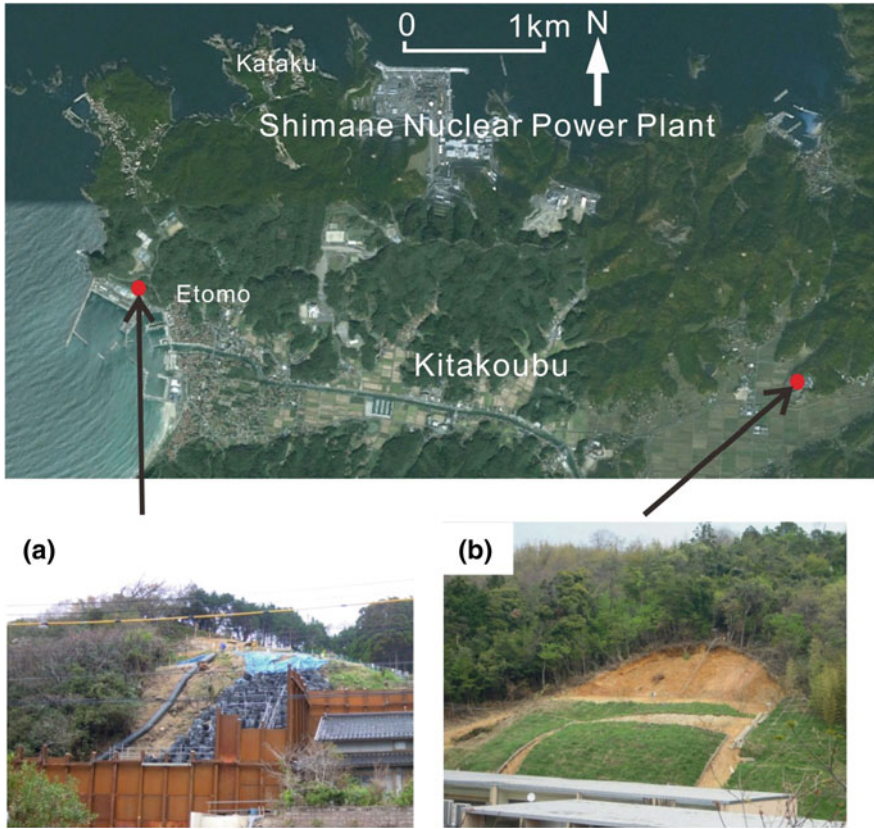 0 1km N
Kataku
Shimane Nuclear Power Plant
Etomo
Kitakoubu
(a)
(b)